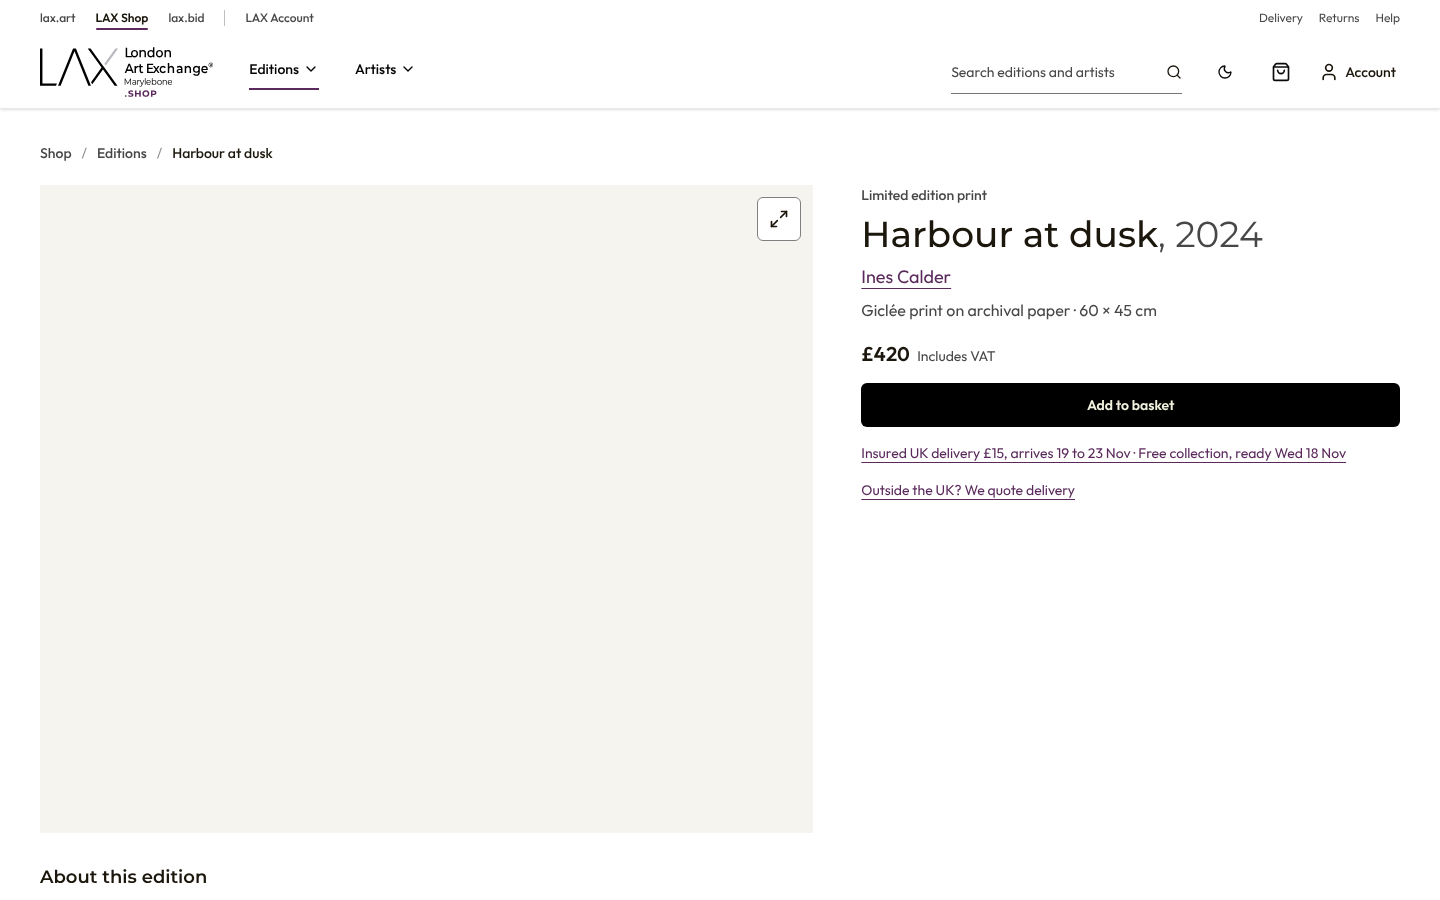 lax.art LAX Shop lax.bid LAX Account Delivery Returns Help
LAX
London
Art Exchange®
Marylebone
.SHOP
Editions Artists Search editions and artists Account
Shop / Editions / Harbour at dusk
Limited edition print
Harbour at dusk, 2024
Ines Calder
Giclée print on archival paper · 60 × 45 cm
£420 Includes VAT
Add to basket
Insured UK delivery £15, arrives 19 to 23 Nov · Free collection, ready Wed 18 Nov
Outside the UK? We quote delivery
About this edition